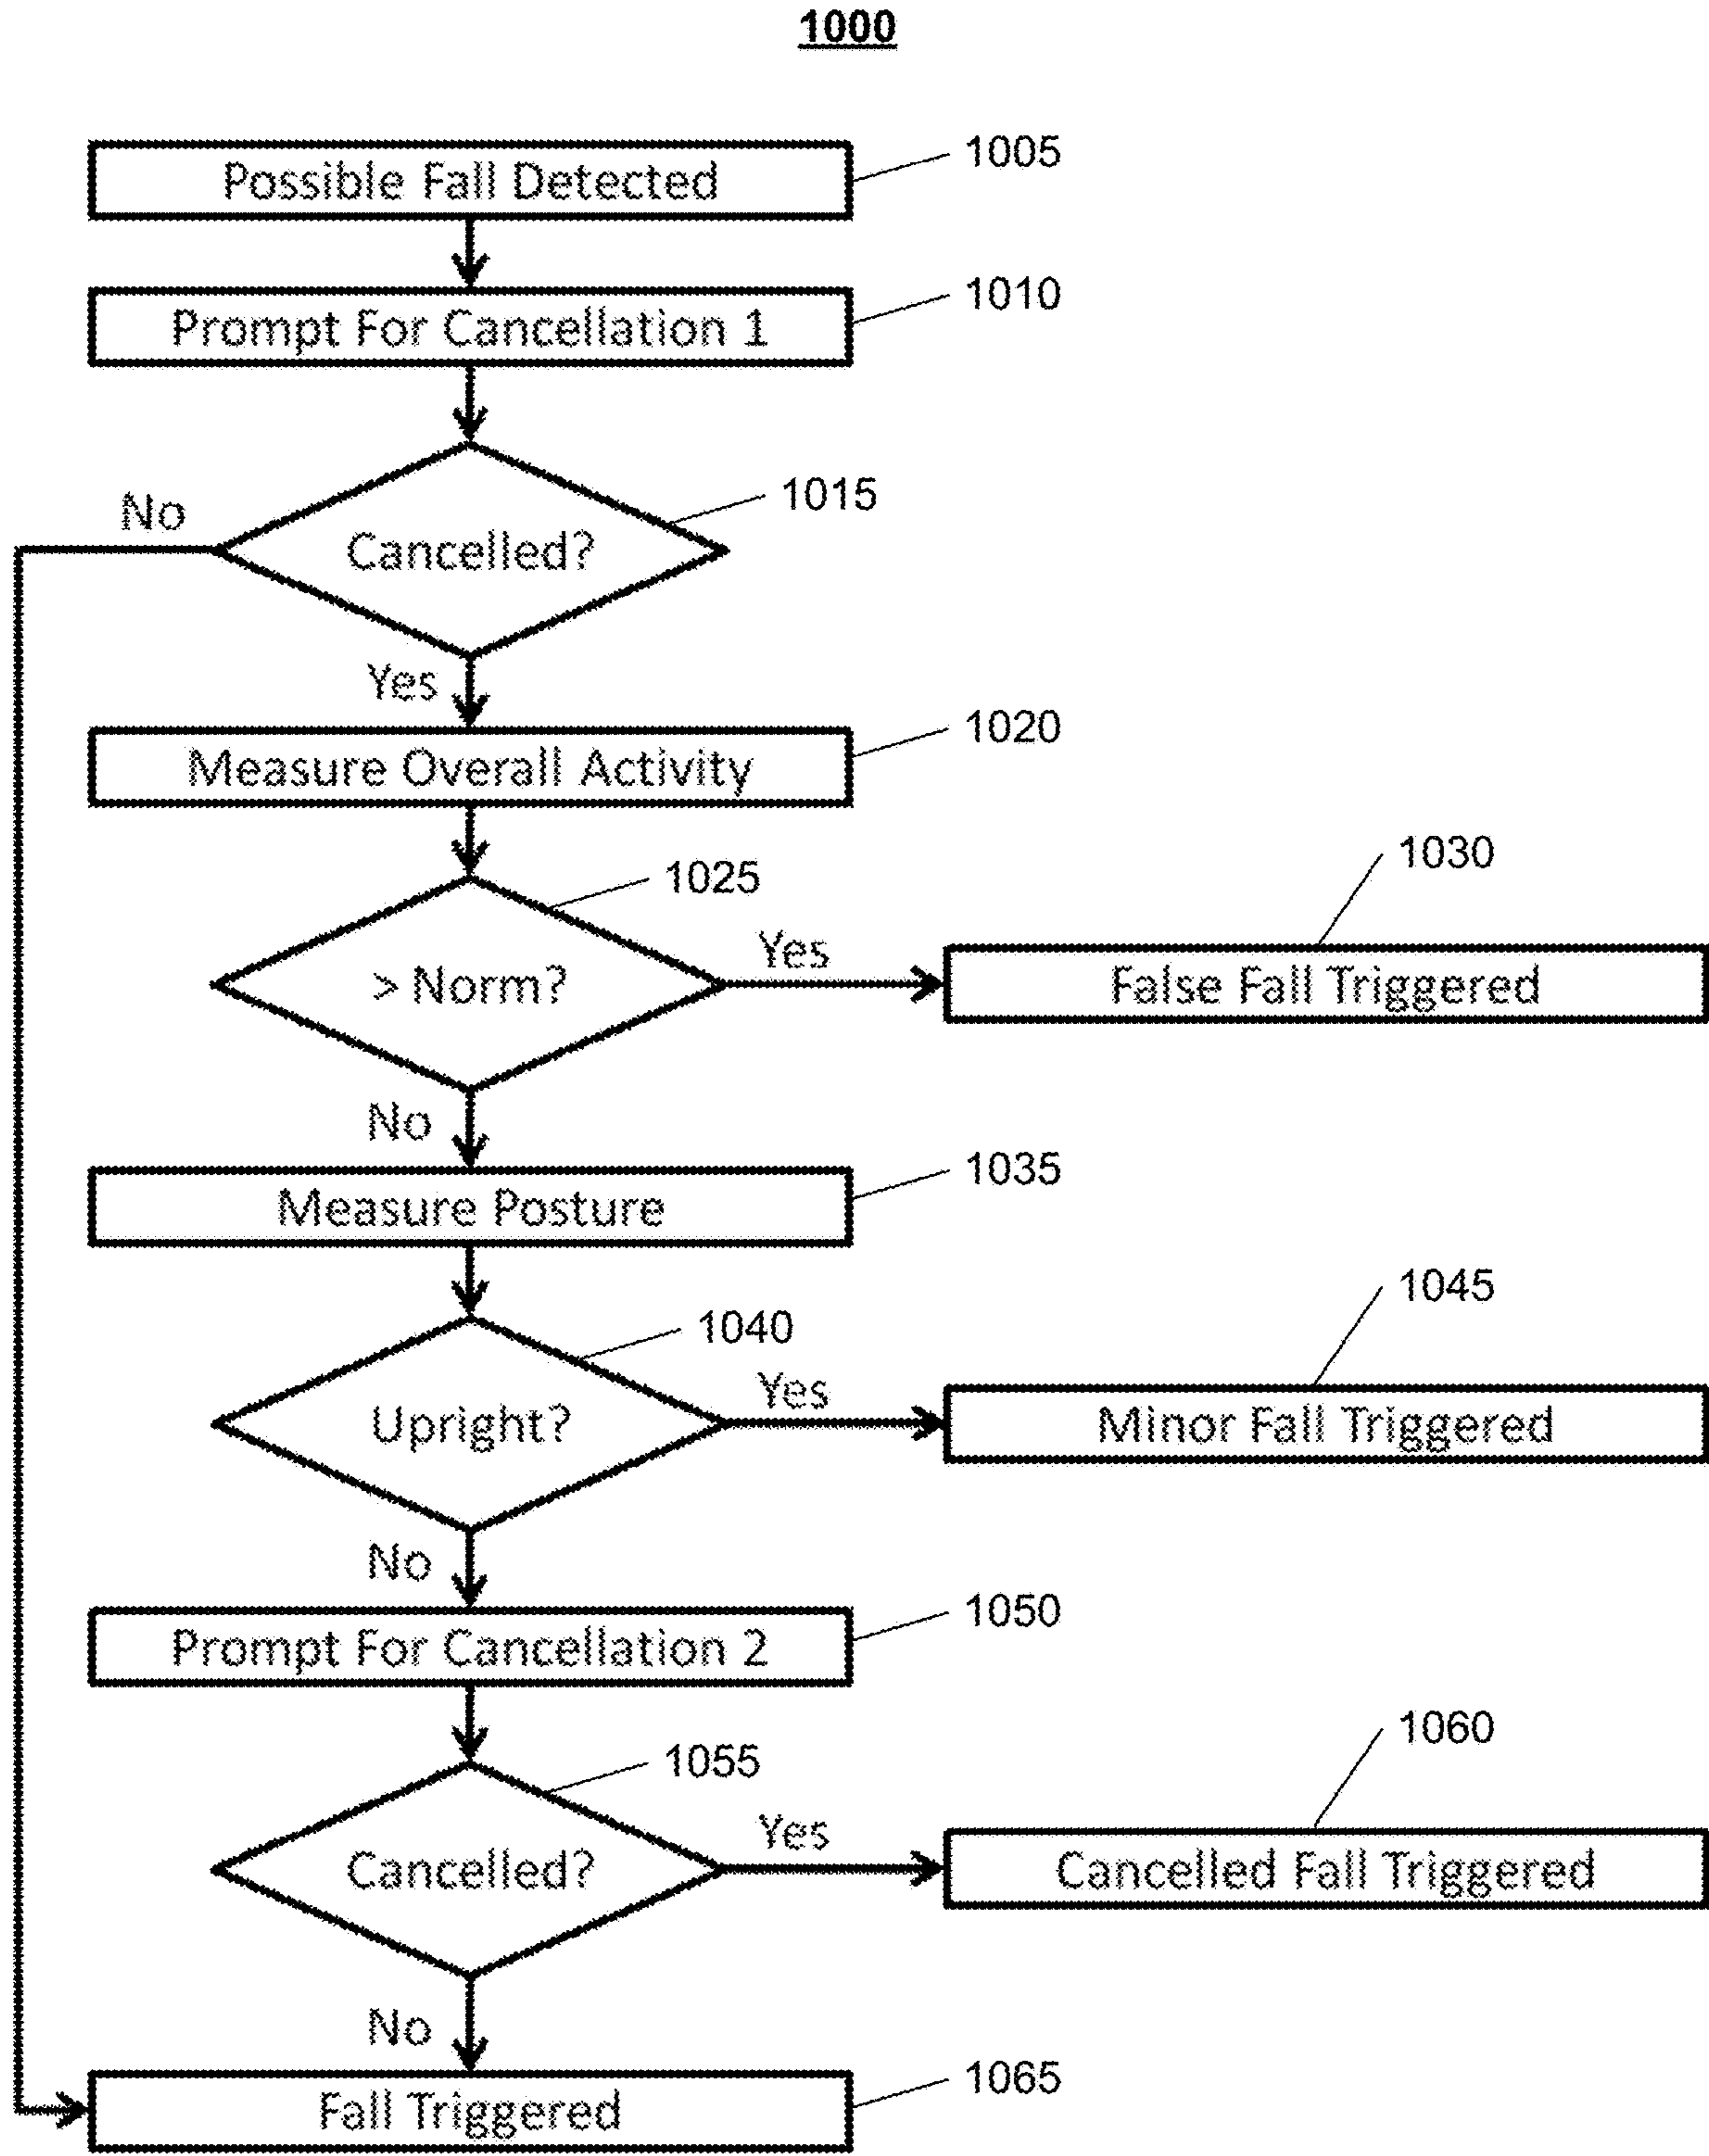 1000
Possible Fall Detected
1005
Prompt For Cancellation 1
1010
Cancelled?
1015
No
Yes
Measure Overall Activity
1020
> Norm?
1025
Yes
False Fall Triggered
1030
No
Measure Posture
1035
Upright?
1040
Yes
Minor Fall Triggered
1045
No
Prompt For Cancellation 2
1050
Cancelled?
1055
Yes
Cancelled Fall Triggered
1060
No
Fall Triggered
1065